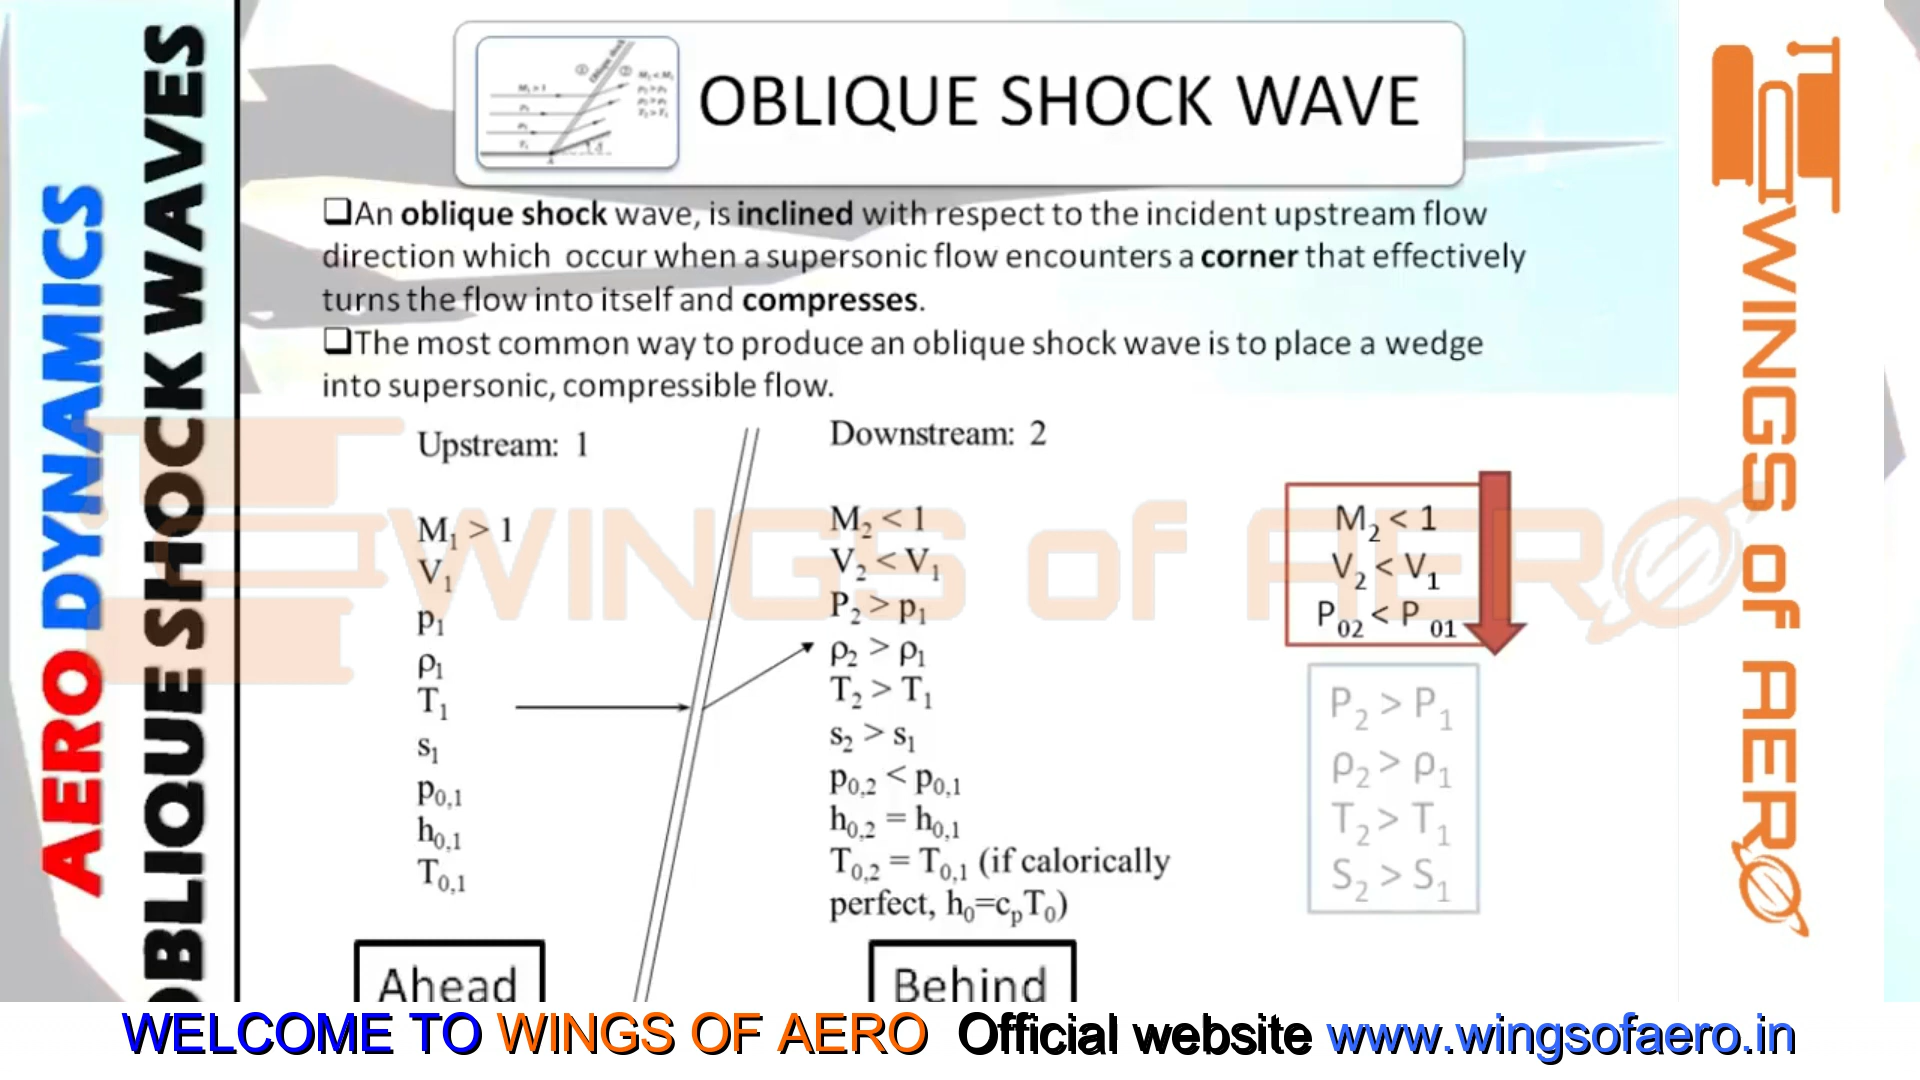 AERO DYNAMICS
OBLIQUE SHOCK WAVES
OBLIQUE SHOCK WAVE
❑An oblique shock wave, is inclined with respect to the incident upstream flow
direction which occur when a supersonic flow encounters a corner that effectively
turns the flow into itself and compresses.
❑The most common way to produce an oblique shock wave is to place a wedge
into supersonic, compressible flow.
Upstream: 1
M₁ > 1
V₁
p₁
ρ₁
T₁
s₁
p₀,₁
h₀,₁
T₀,₁
Ahead
Downstream: 2
M₂ < 1
V₂ < V₁
P₂ > p₁
ρ₂ > ρ₁
T₂ > T₁
s₂ > s₁
p₀,₂ < p₀,₁
h₀,₂ = h₀,₁
T₀,₂ = T₀,₁ (if calorically
perfect, h₀=cₚT₀)
Behind
M₂ < 1
V₂ < V₁
P₀₂ < P ₀₁
P₂ > P₁
ρ₂ > ρ₁
T₂ > T₁
S₂ > S₁
WINGS OF AERO
WINGS OF AERO
WELCOME TO WINGS OF AERO Official website www.wingsofaero.in